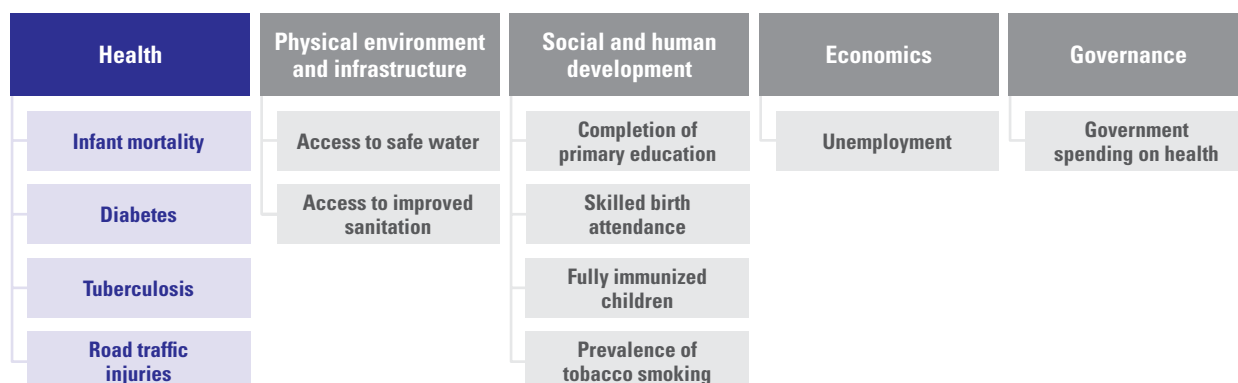 Health
Infant mortality
Diabetes
Tuberculosis
Road traffic
injuries
Physical environment
and infrastructure
Access to safe water
Access to improved
sanitation
Social and human
development
Completion of
primary education
Skilled birth
attendance
Fully immunized
children
Prevalence of
tobacco smoking
Economics
Unemployment
Governance
Government
spending on health